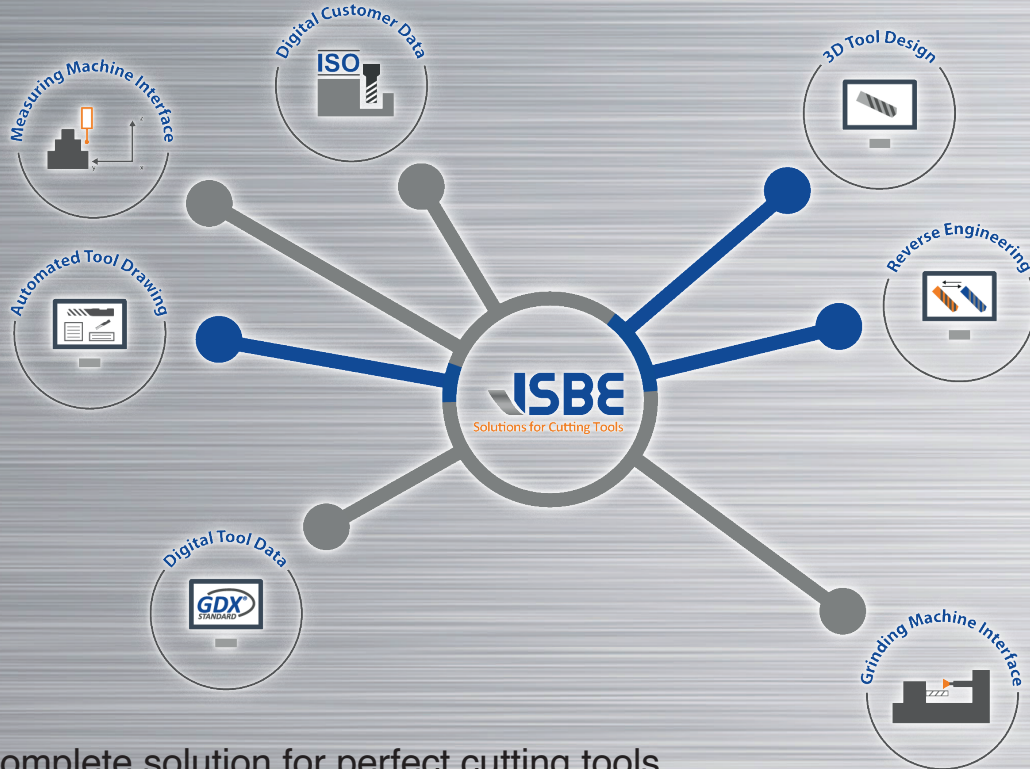 Digital Customer Data
ISO
3D Tool Design
Measuring Machine Interface
Reverse Engineering
Automated Tool Drawing
ISBE
Solutions for Cutting Tools
Digital Tool Data
GDX®
STANDARD
Grinding Machine Interface
solution for perfect cutting tools